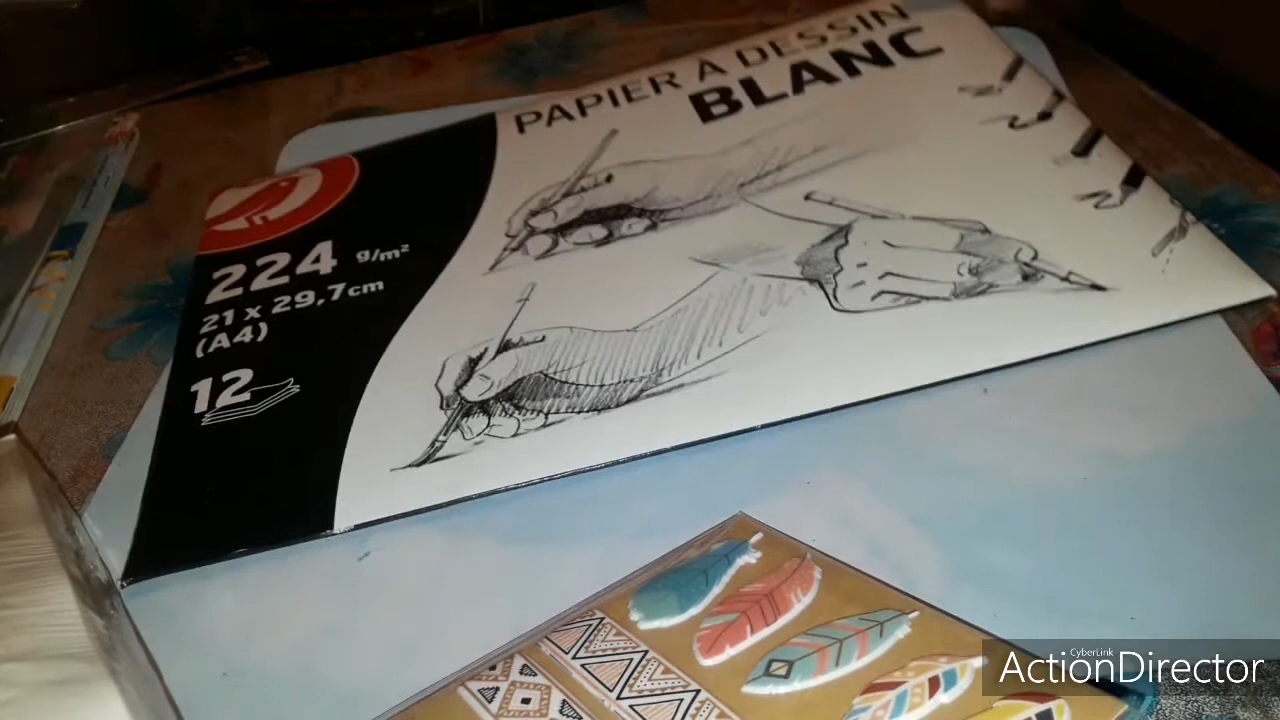 PAPIER A DESSIN
BLANC
224 g/m²
21 x 29,7cm
(A4)
12
CyberLink
ActionDirector